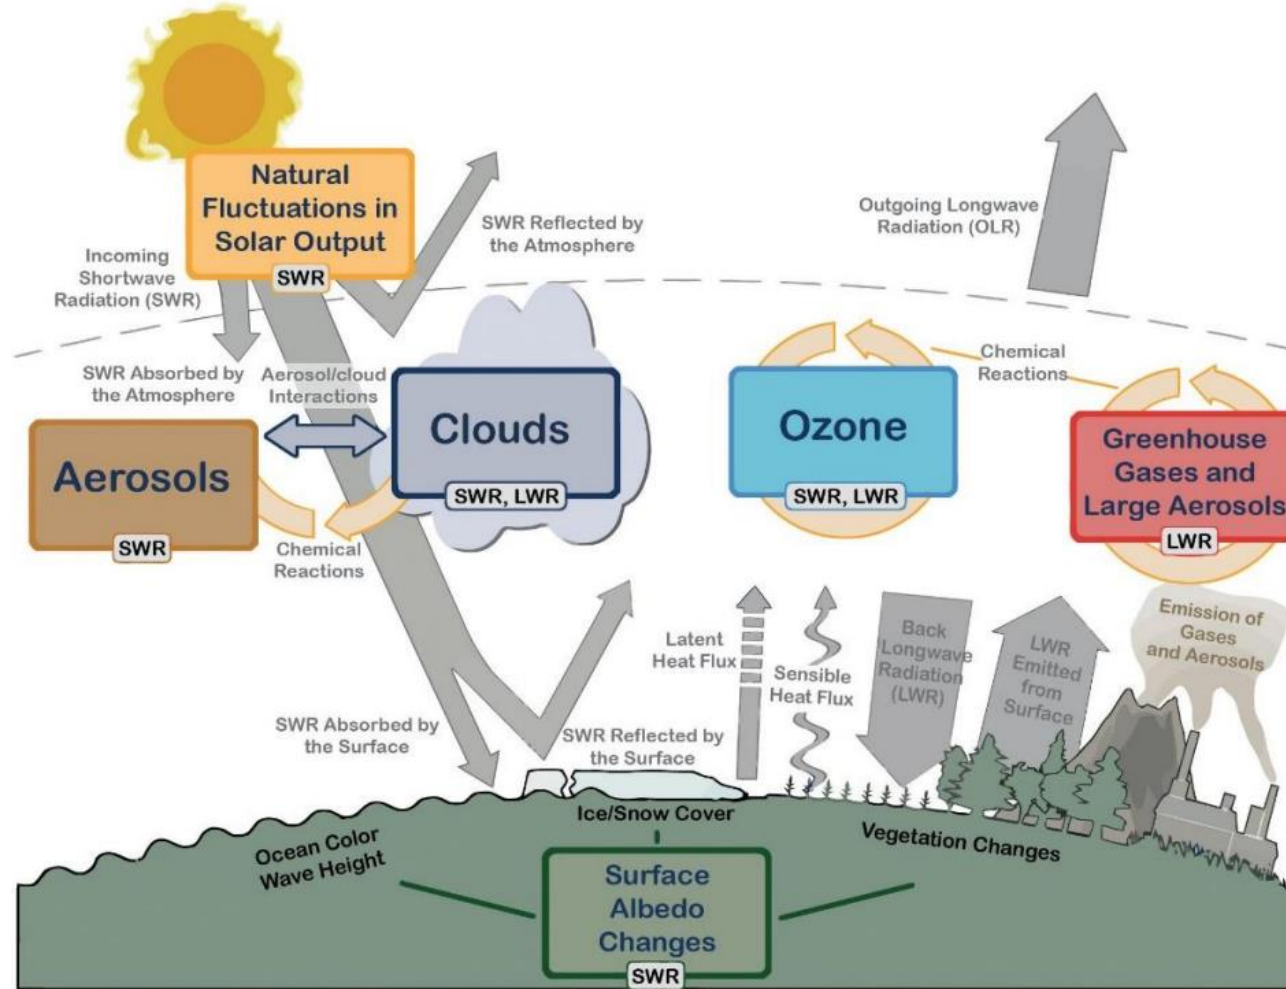 Natural
Fluctuations in
Solar Output
SWR
SWR Reflected by
the Atmosphere
Outgoing Longwave
Radiation (OLR)
Incoming
Shortwave
Radiation (SWR)
SWR Absorbed by
the Atmosphere
Aerosol/cloud
Interactions
Chemical
Reactions
Aerosols
SWR
Clouds
SWR, LWR
Ozone
SWR, LWR
Greenhouse
Gases and
Large Aerosols
LWR
Chemical
Reactions
Latent
Heat Flux
Sensible
Heat Flux
Back
Longwave
Radiation
(LWR)
LWR
Emitted
from
Surface
Emission of
Gases
and Aerosols
SWR Absorbed by
the Surface
SWR Reflected by
the Surface
Ocean Color
Wave Height
Ice/Snow Cover
Vegetation Changes
Surface
Albedo
Changes
SWR